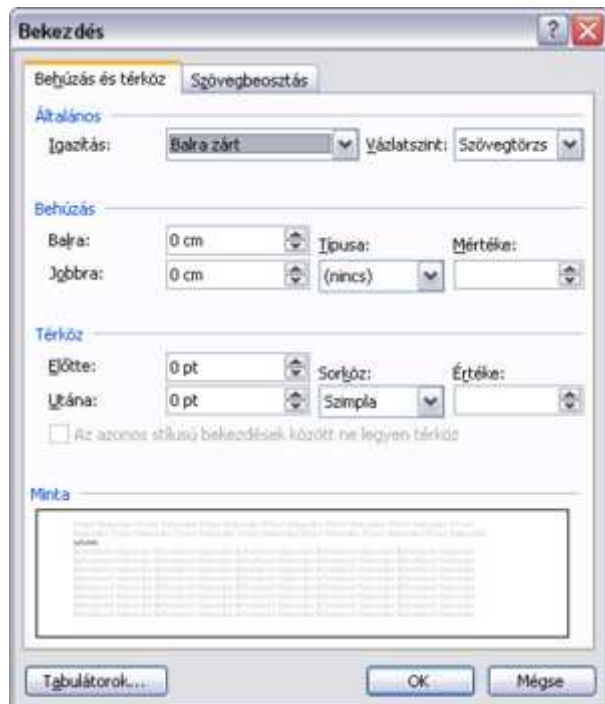 Bekezdés
Behúzás és térköz Szövegbeosztás
Általános
Igazítás: Balra zárt Vázlatszint: Szövegtörzs
Behúzás
Balra: 0 cm Típusa: Mértéke:
Jobbra: 0 cm (nincs)
Térköz
Előtte: 0 pt Sorköz: Értéke:
Utána: 0 pt Szimpla
Az azonos stílusú bekezdések között ne legyen térköz
Minta
Tabulátorok... OK Mégse